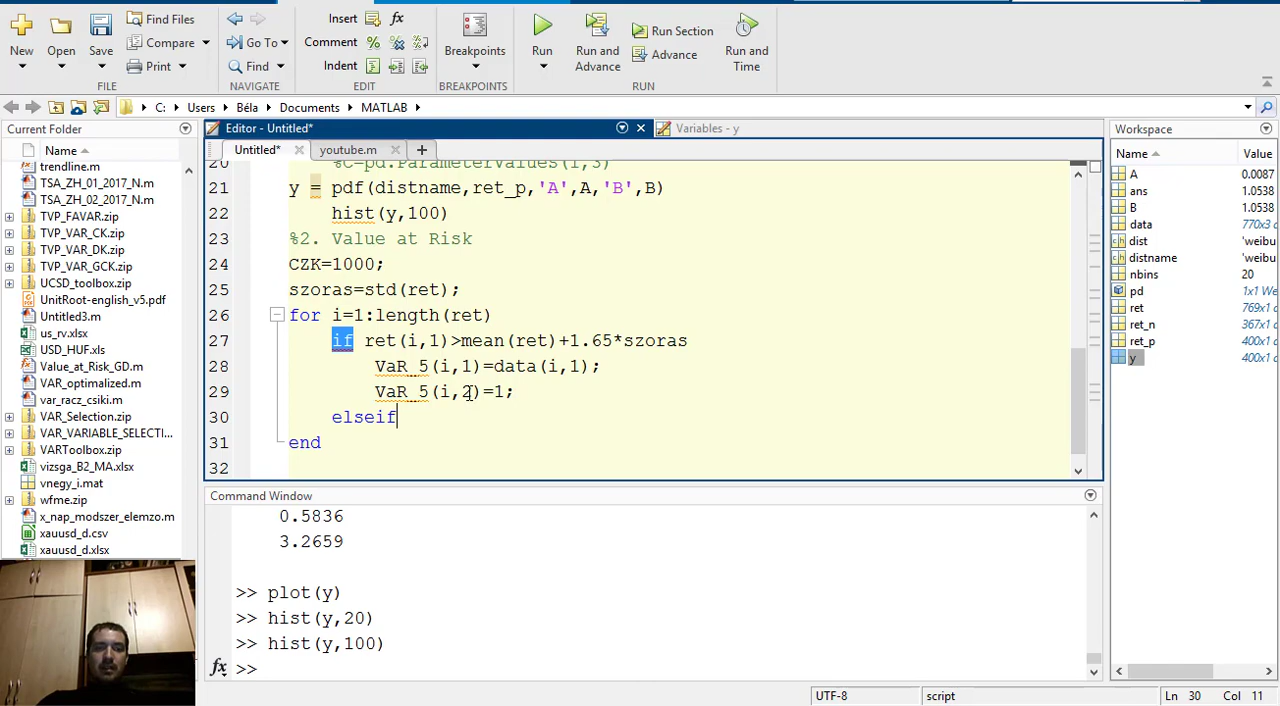 New
Open
Save
Find Files
Compare
Print
FILE
Go To
Find
NAVIGATE
Insert fx
Comment
Indent
EDIT
Breakpoints
BREAKPOINTS
Run
Run and Advance
Run Section
Advance
Run and Time
RUN
C: Users Béla Documents MATLAB
Current Folder
Name
trendline.m
TSA_ZH_01_2017_N.m
TSA_ZH_02_2017_N.m
TVP_FAVAR.zip
TVP_VAR_CK.zip
TVP_VAR_DK.zip
TVP_VAR_GCK.zip
UCSD_toolbox.zip
UnitRoot-english_v5.pdf
Untitled3.m
us_rv.xlsx
USD_HUF.xls
Value_at_Risk_GD.m
VAR_optimalized.m
var_racz_csiki.m
VAR_Selection.zip
VAR_VARIABLE_SELECTI...
VARToolbox.zip
vizsga_B2_MA.xlsx
vnegy_i.mat
wfme.zip
x_nap_modszer_elemzo.m
xauusd_d.csv
xauusd_d.xlsx
Editor - Untitled*
Variables - y
Untitled*
youtube.m
20 %C=pd.ParameterValues(1,3)
21 y = pdf(distname,ret_p,'A',A,'B',B)
22 hist(y,100)
23 %2. Value at Risk
24 CZK=1000;
25 szoras=std(ret);
26 for i=1:length(ret)
27 if ret(i,1)>mean(ret)+1.65*szoras
28 VaR_5(i,1)=data(i,1);
29 VaR_5(i,2)=1;
30 elseif
31 end
32
Command Window
0.5836
3.2659
>> plot(y)
>> hist(y,20)
>> hist(y,100)
fx >>
Workspace
Name Value
A 0.0087
ans 1.0538
B 1.0538
data 770x3
dist 'weibu
distname 'weibu
nbins 20
pd 1x1 We
ret 769x1
ret_n 367x1
ret_p 400x1
y 400x1
UTF-8
script
Ln 30 Col 11